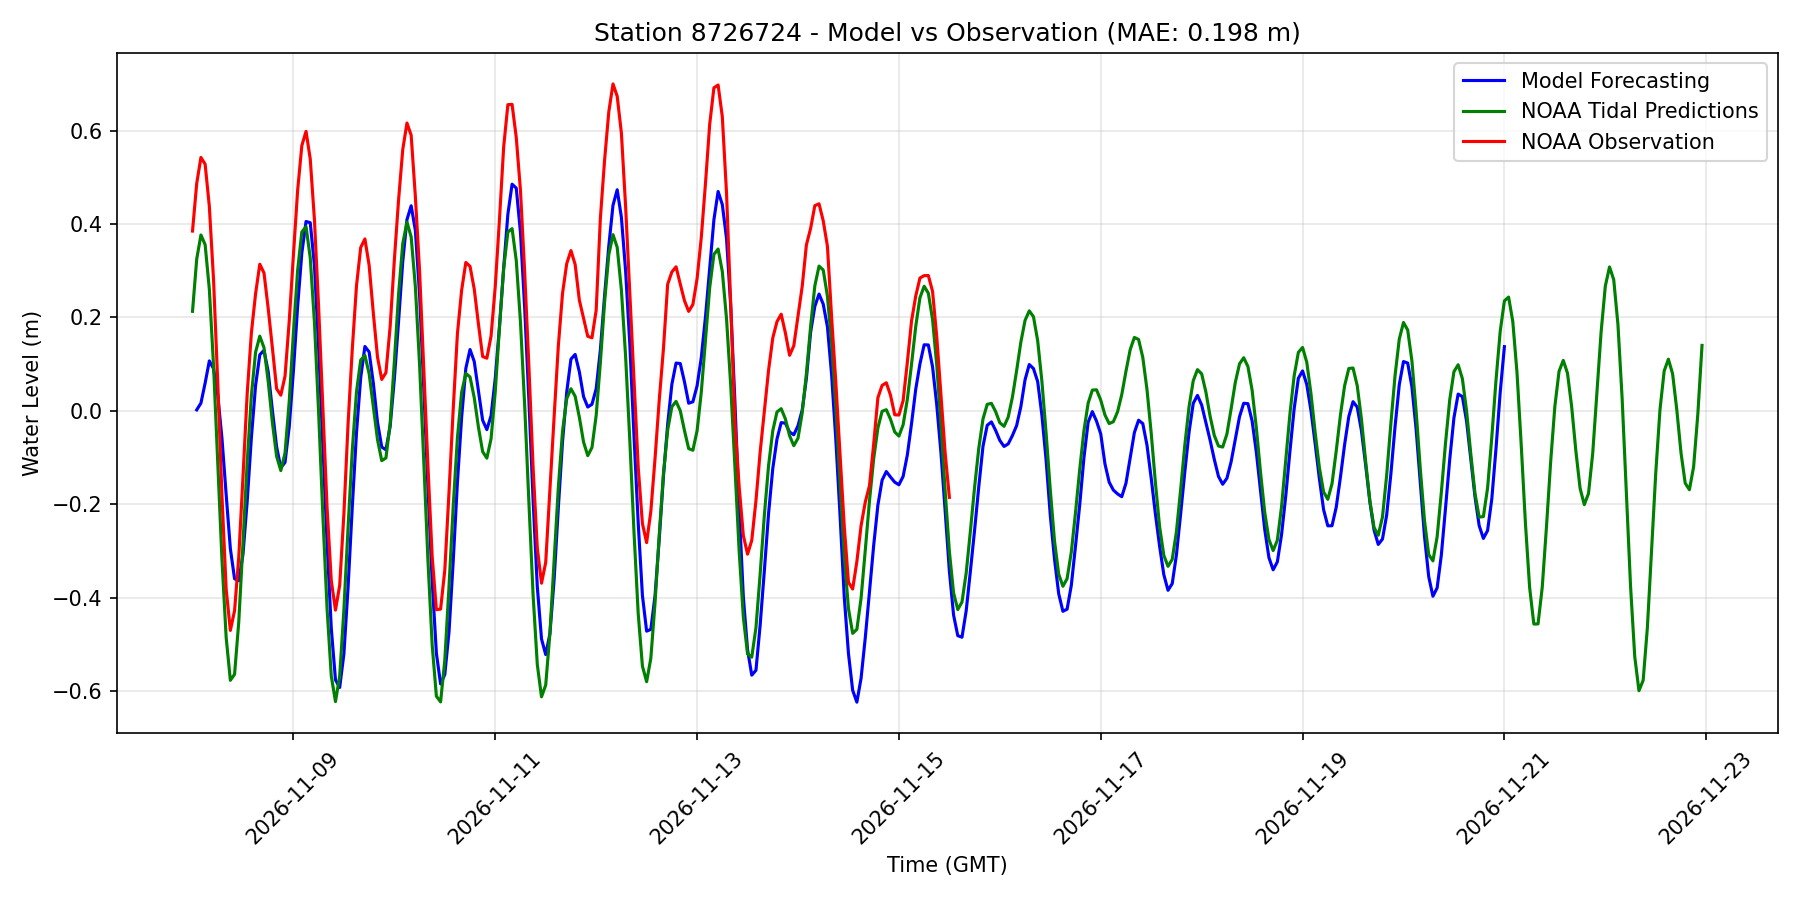 Station 8726724 - Model vs Observation (MAE: 0.198 m)
Model Forecasting
NOAA Tidal Predictions
NOAA Observation
Water Level (m)
0.6
0.4
0.2
0.0
−0.2
−0.4
−0.6
2026-11-09
2026-11-11
2026-11-13
2026-11-15
2026-11-17
2026-11-19
2026-11-21
2026-11-23
Time (GMT)